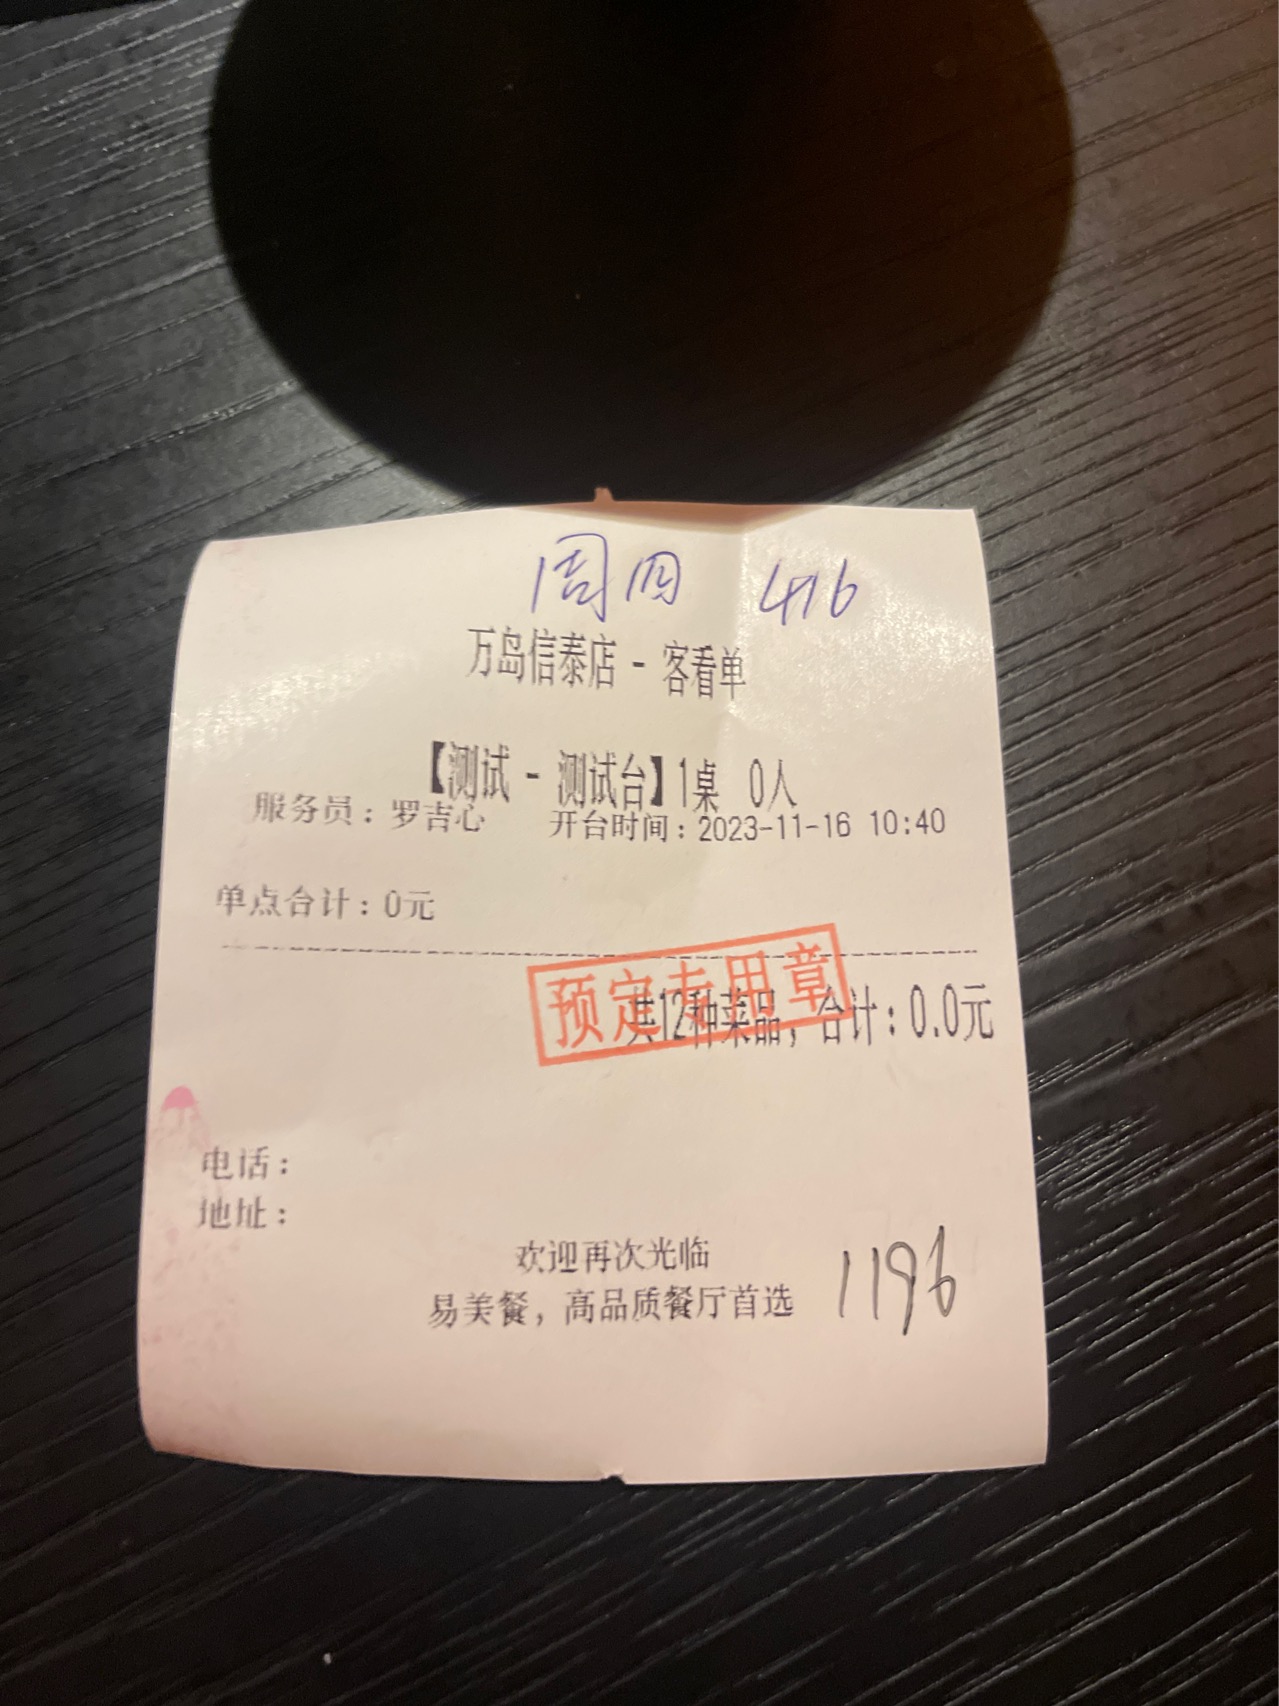 周四 416
万岛信泰店 - 客看单
【测试 - 测试台】1桌 0人
服务员：罗吉心 开台时间：2023-11-16 10:40
单点合计：0元
预定专用章
共12种菜品，合计：0.0元
电话：
地址：
欢迎再次光临
易美餐，高品质餐厅首选
1196